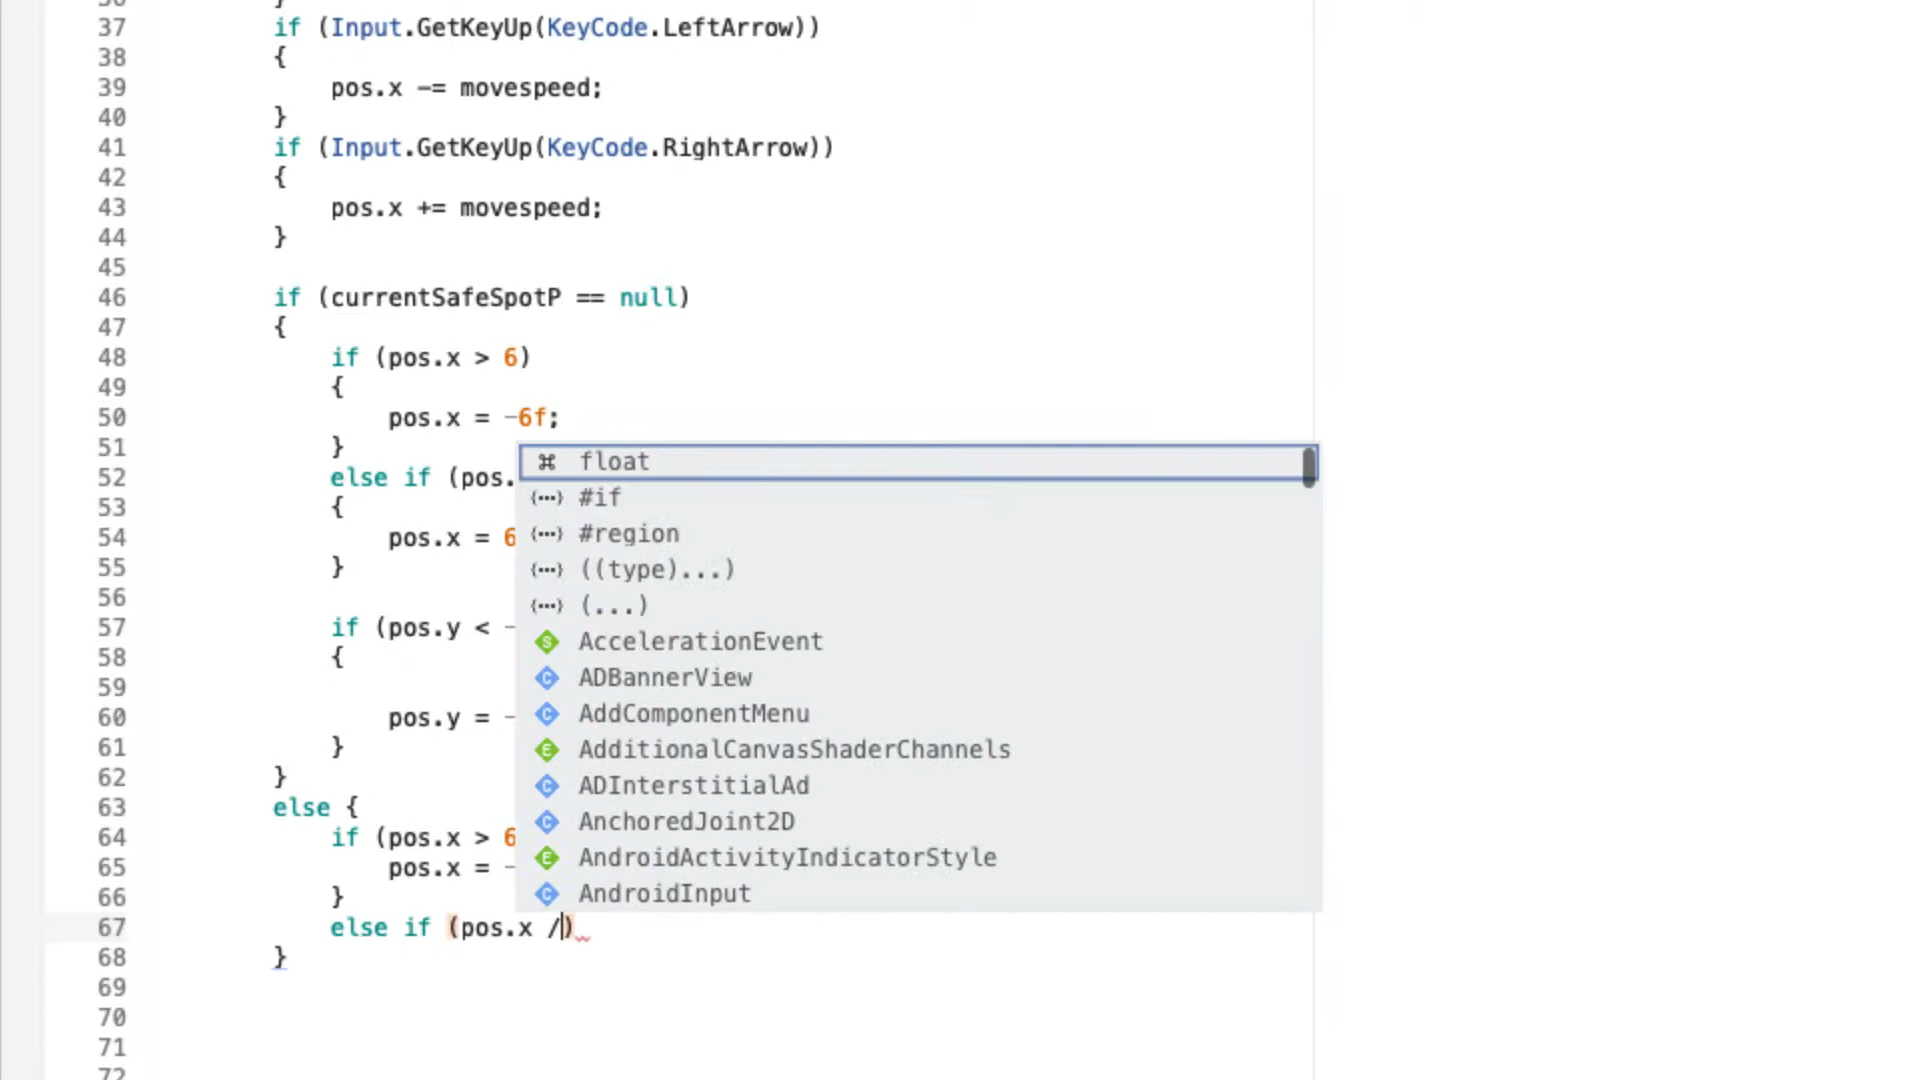 36 }
37 if (Input.GetKeyUp(KeyCode.LeftArrow))
38 {
39 pos.x -= movespeed;
40 }
41 if (Input.GetKeyUp(KeyCode.RightArrow))
42 {
43 pos.x += movespeed;
44 }
45
46 if (currentSafeSpotP == null)
47 {
48 if (pos.x > 6)
49 {
50 pos.x = -6f;
51 }
52 else if (pos.
53 {
54 pos.x = 6
55 }
56
57 if (pos.y < -
58 {
59
60 pos.y = -
61 }
62 }
63 else {
64 if (pos.x > 6
65 pos.x = -
66 }
67 else if (pos.x /)
68 }
69
70
71
72
float
#if
#region
((type)...)
(...)
AccelerationEvent
ADBannerView
AddComponentMenu
AdditionalCanvasShaderChannels
ADInterstitialAd
AnchoredJoint2D
AndroidActivityIndicatorStyle
AndroidInput